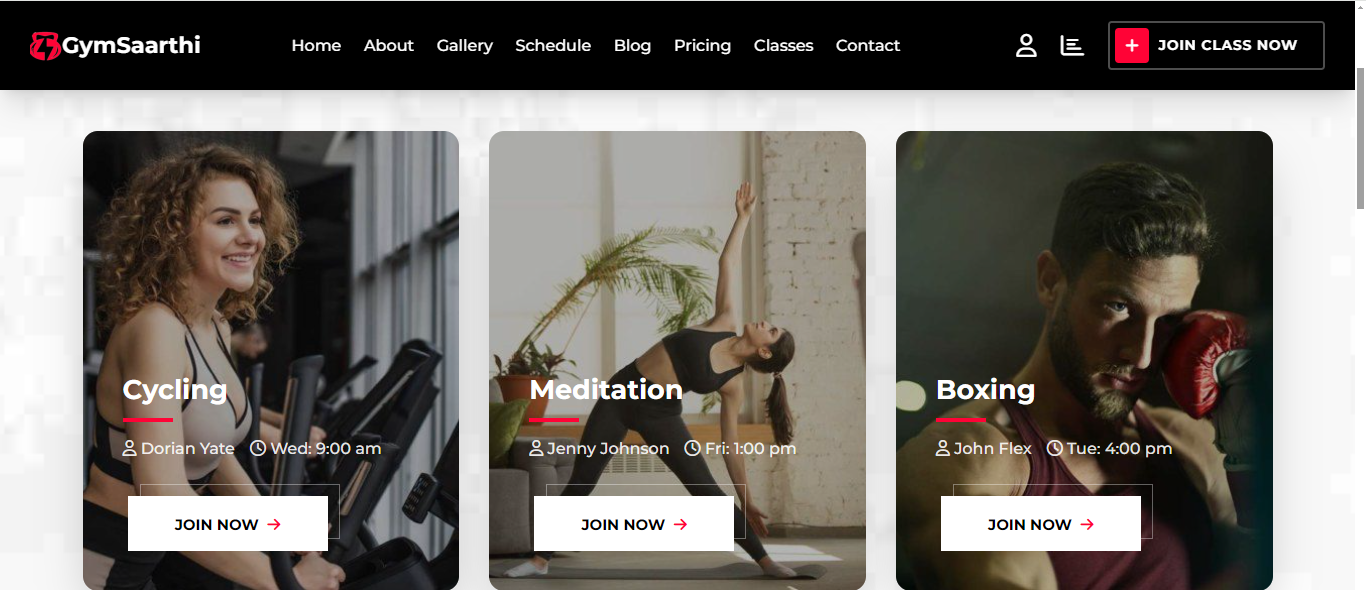 GymSaarthi
Home About Gallery Schedule Blog Pricing Classes Contact
JOIN CLASS NOW
Cycling
Dorian Yate Wed: 9:00 am
JOIN NOW
Meditation
Jenny Johnson Fri: 1:00 pm
JOIN NOW
Boxing
John Flex Tue: 4:00 pm
JOIN NOW